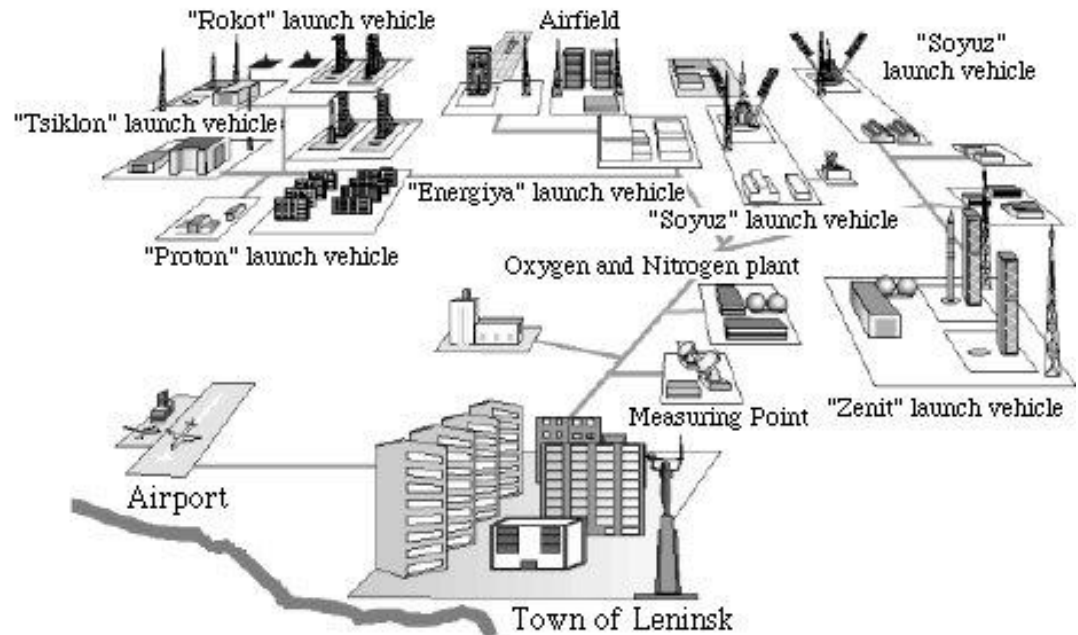 "Rokot" launch vehicle
Airfield
"Soyuz"
launch vehicle
"Tsiklon" launch vehicle
"Energiya" launch vehicle
"Soyuz" launch vehicle
"Proton" launch vehicle
Oxygen and Nitrogen plant
Measuring Point
"Zenit" launch vehicle
Airport
Town of Leninsk